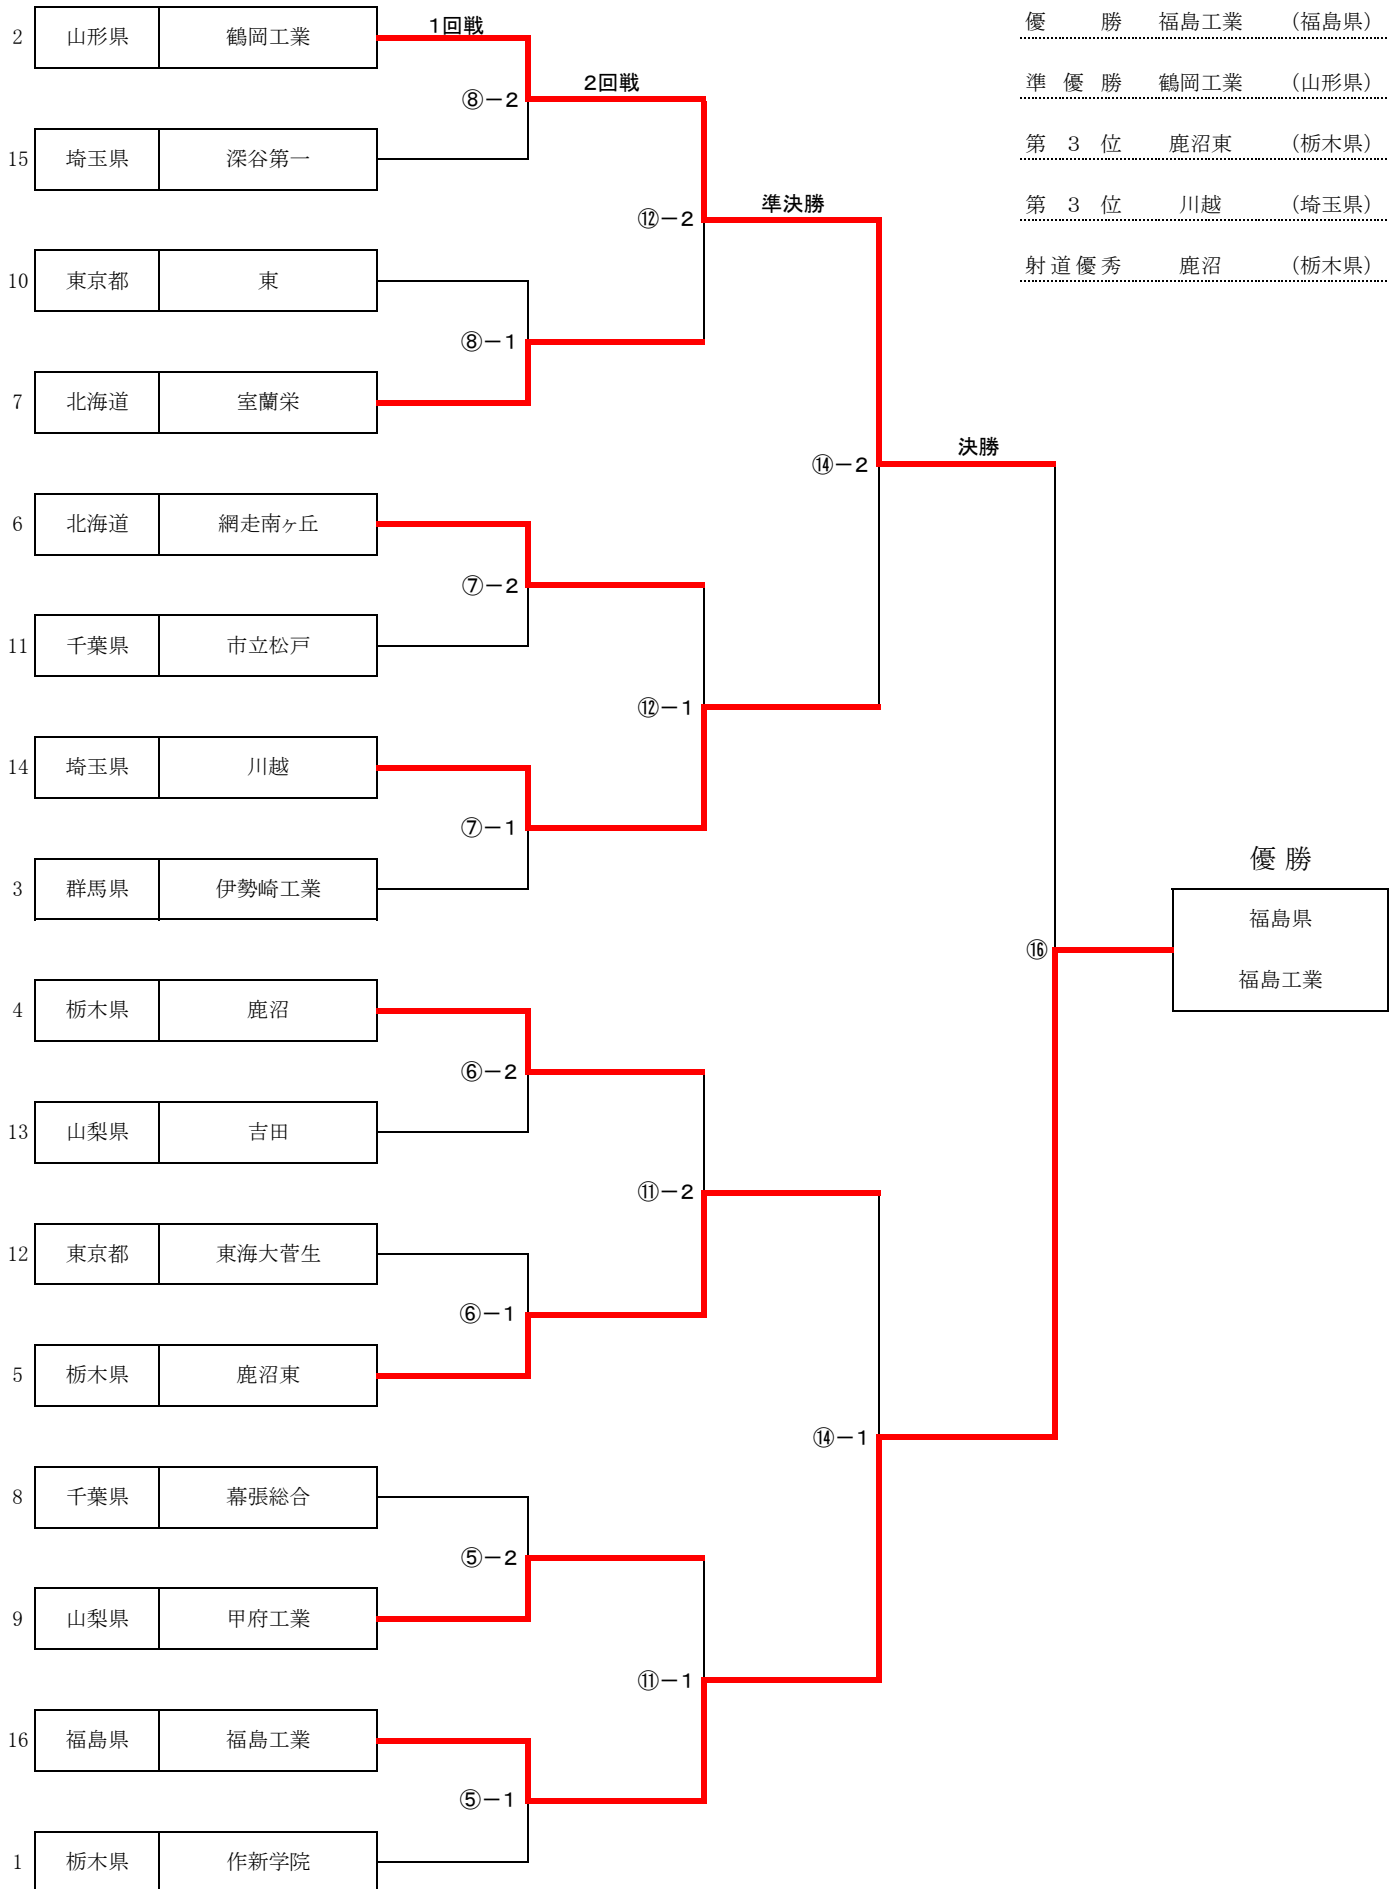 2 山形県 鶴岡工業
1回戦
優勝 福島工業 (福島県)
2回戦
準優勝 鶴岡工業 (山形県)
⑧－2
15 埼玉県 深谷第一
第3位 鹿沼東 (栃木県)
準決勝
第3位 川越 (埼玉県)
⑫－2
10 東京都 東
射道優秀 鹿沼 (栃木県)
⑧－1
7 北海道 室蘭栄
決勝
⑭－2
6 北海道 網走南ヶ丘
⑦－2
11 千葉県 市立松戸
⑫－1
14 埼玉県 川越
⑦－1
3 群馬県 伊勢崎工業
優勝
福島県
⑯
福島工業
4 栃木県 鹿沼
⑥－2
13 山梨県 吉田
⑪－2
12 東京都 東海大菅生
⑥－1
5 栃木県 鹿沼東
⑭－1
8 千葉県 幕張総合
⑤－2
9 山梨県 甲府工業
⑪－1
16 福島県 福島工業
⑤－1
1 栃木県 作新学院